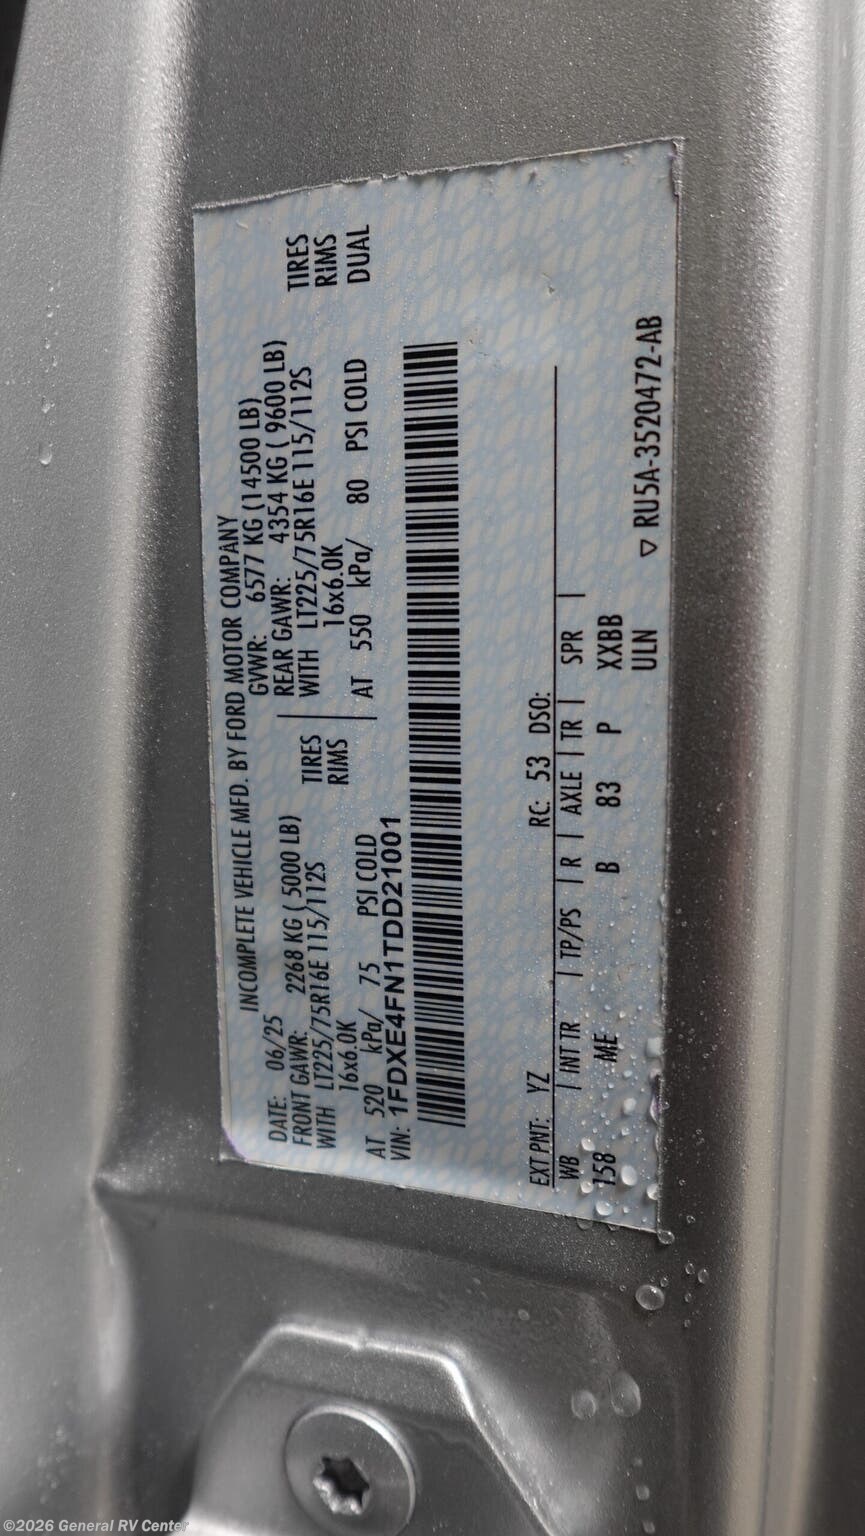 INCOMPLETE VEHICLE MFD. BY FORD MOTOR COMPANY
DATE: 06/25 GVWR: 6577 KG (14500 LB)
FRONT GAWR: 2268 KG ( 5000 LB) REAR GAWR: 4354 KG ( 9600 LB)
WITH LT225/75R16E 115/112S TIRES WITH LT225/75R16E 115/112S TIRES
16x6.0K RIMS 16x6.0K RIMS
AT 520 kPa/ 75 PSI COLD AT 550 kPa/ 80 PSI COLD DUAL
VIN: 1FDXE4FN1TDD21001
EXT PNT: YZ RC: 53 DSO:
WB INT TR TP/PS R AXLE TR SPR
158 ME B 83 P XXBB
ULN
▽ RU5A-3520472-AB
©2026 General RV Center